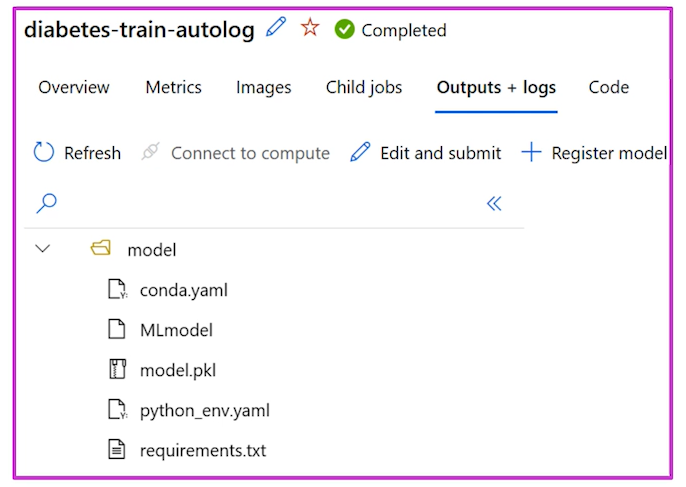 diabetes-train-autolog Completed
Overview Metrics Images Child jobs Outputs + logs Code
Refresh Connect to compute Edit and submit Register model
model
conda.yaml
MLmodel
model.pkl
python_env.yaml
requirements.txt